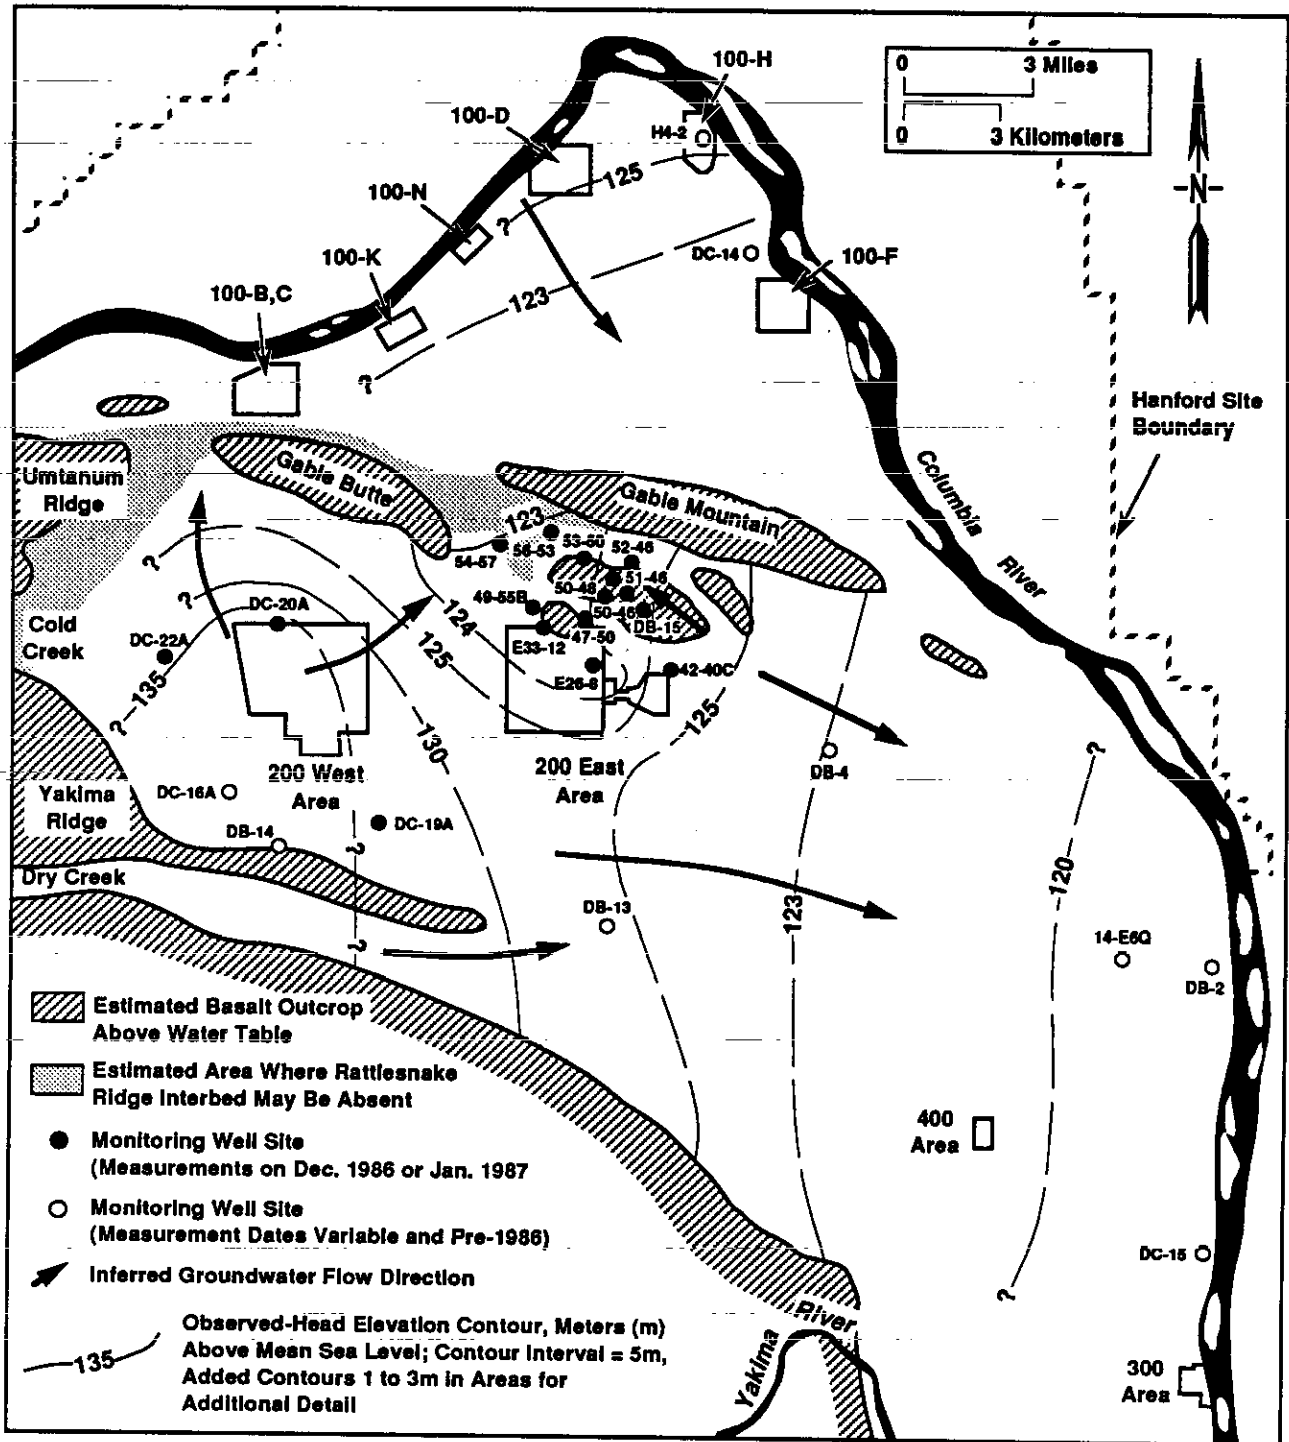 100-H
0 3 Miles
0 3 Kilometers
N
100-D
H4-2
125
?
100-N
DC-14
100-F
100-K
123
?
100-B,C
Hanford Site
Boundary
Columbia
River
Umtanum
Ridge
Gable Butte
Gable Mountain
123
54-57
56-53
53-50
52-46
51-46
50-48
50-45
49-55B
47-50
DB-15
E33-12
E26-8
42-40C
?
?
124
125
125
DC-20A
Cold
Creek
DC-22A
135
?
130
200 West
Area
200 East
Area
DB-4
?
Yakima
Ridge
DC-16A
DC-19A
DB-14
?
Dry Creek
120
123
DB-13
?
14-E6Q
DB-2
Estimated Basalt Outcrop
Above Water Table
Estimated Area Where Rattlesnake
Ridge Interbed May Be Absent
400
Area
Monitoring Well Site
(Measurements on Dec. 1986 or Jan. 1987
Monitoring Well Site
(Measurement Dates Variable and Pre-1986)
DC-15
Inferred Groundwater Flow Direction
?
Yakima
River
135
Observed-Head Elevation Contour, Meters (m)
Above Mean Sea Level; Contour Interval = 5m,
Added Contours 1 to 3m in Areas for
Additional Detail
300
Area